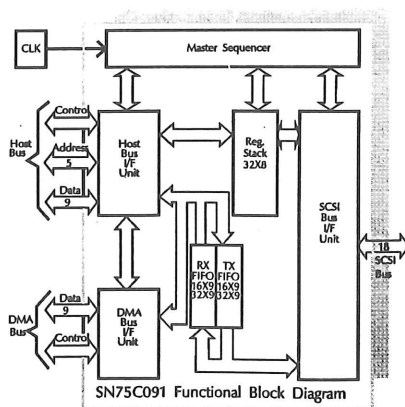 CLK
Master Sequencer
Control
Host
Bus
Address
5
Data
9
Host
Bus
I/F
Unit
Reg.
Stack
32X8
SCSI
Bus
I/F
Unit
18
SCSI
Bus
RX
FIFO
16X9
32X9
TX
FIFO
16X9
32X9
DMA
Bus
Data
9
Control
DMA
Bus
I/F
Unit
SN75C091 Functional Block Diagram